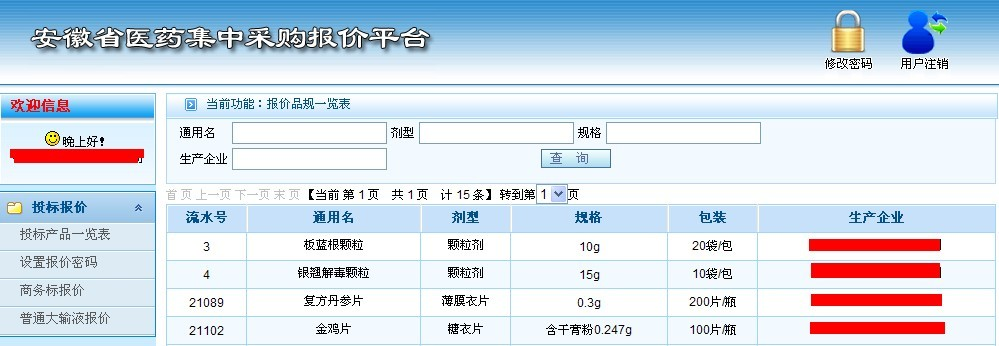 安徽省医药集中采购报价平台
修改密码 用户注销
欢迎信息
晚上好!
投标报价
投标产品一览表
设置报价密码
商务标报价
普通大输液报价
当前功能：报价品规一览表
通用名 剂型 规格
生产企业 查 询
首 页 上一页 下一页 末 页 【当前 第 1 页 共 1 页 计 15 条】 转到第 1 页
流水号 通用名 剂型 规格 包装 生产企业
3 板蓝根颗粒 颗粒剂 10g 20袋/包
4 银翘解毒颗粒 颗粒剂 15g 10袋/包
21089 复方丹参片 薄膜衣片 0.3g 200片/瓶
21102 金鸡片 糖衣片 含干膏粉0.247g 100片/瓶